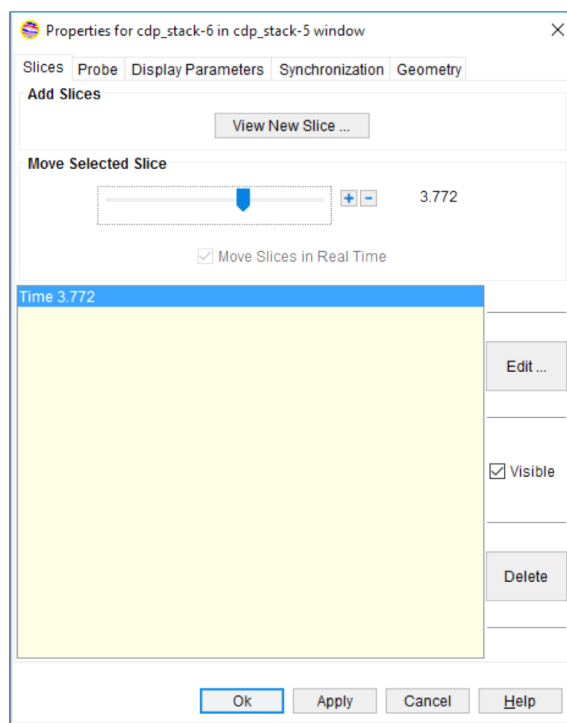 Properties for cdp_stack-6 in cdp_stack-5 window
Slices Probe Display Parameters Synchronization Geometry
Add Slices
View New Slice ...
Move Selected Slice
+ - 3.772
Move Slices in Real Time
Time 3.772
Edit ...
Visible
Delete
Ok Apply Cancel Help